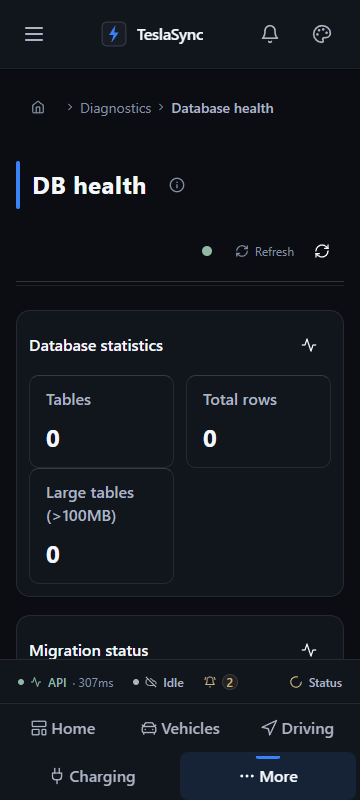 TeslaSync
Diagnostics
Database health
DB health
Refresh
Database statistics
Tables
0
Total rows
0
Large tables
(>100MB)
0
Migration status
API · 307ms
Idle
2
Status
Home
Vehicles
Driving
Charging
More